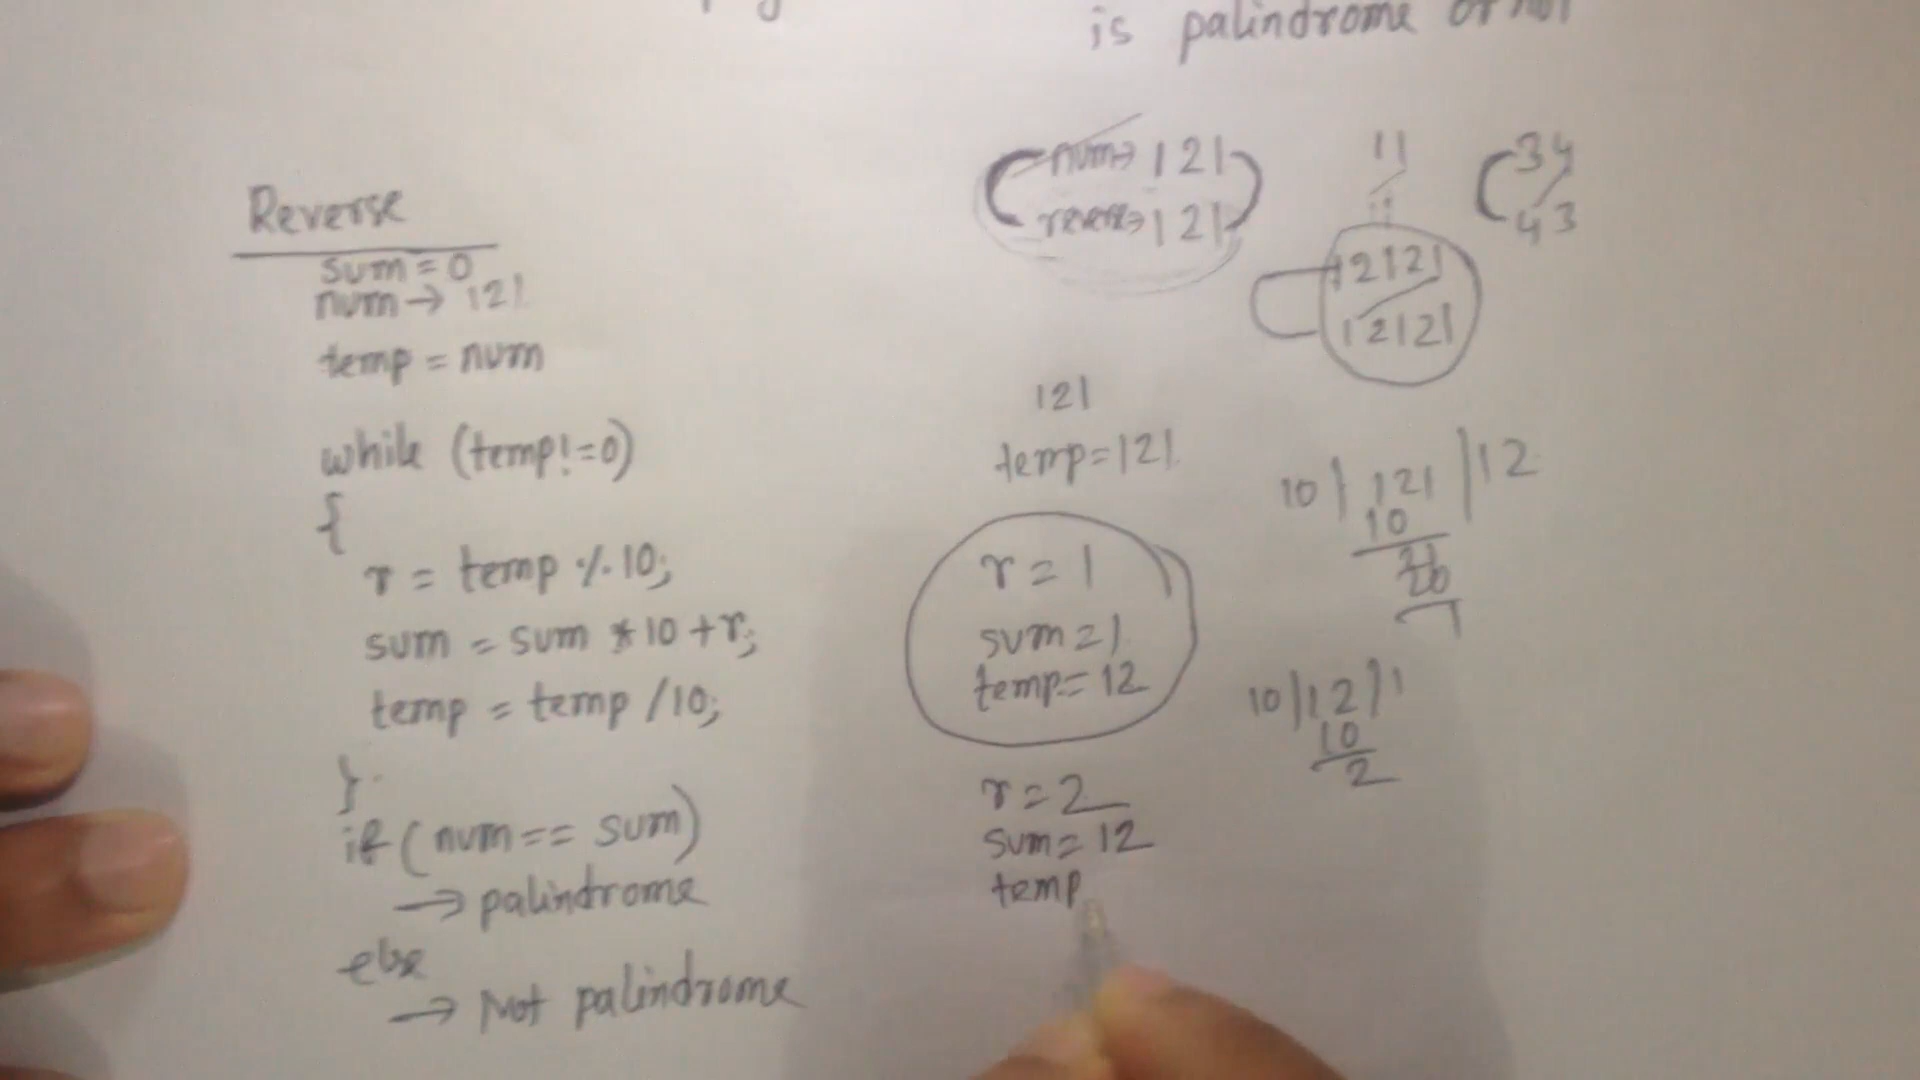 is palindrome or not
Reverse
sum = 0
num → 121
temp = num
while (temp!=0)
{
r = temp % 10;
sum = sum * 10 + r;
temp = temp /10;
}
if ( num == sum)
→ palindrome
else
→ Not palindrome
num→ 121
reverse→ 121
11
11
34
43
12121
12121
121
temp=121
r = 1
sum = 1
temp = 12
r = 2
sum = 12
temp
10 ) 121 ) 12
10
1
10 ) 12 ) 1
10
2